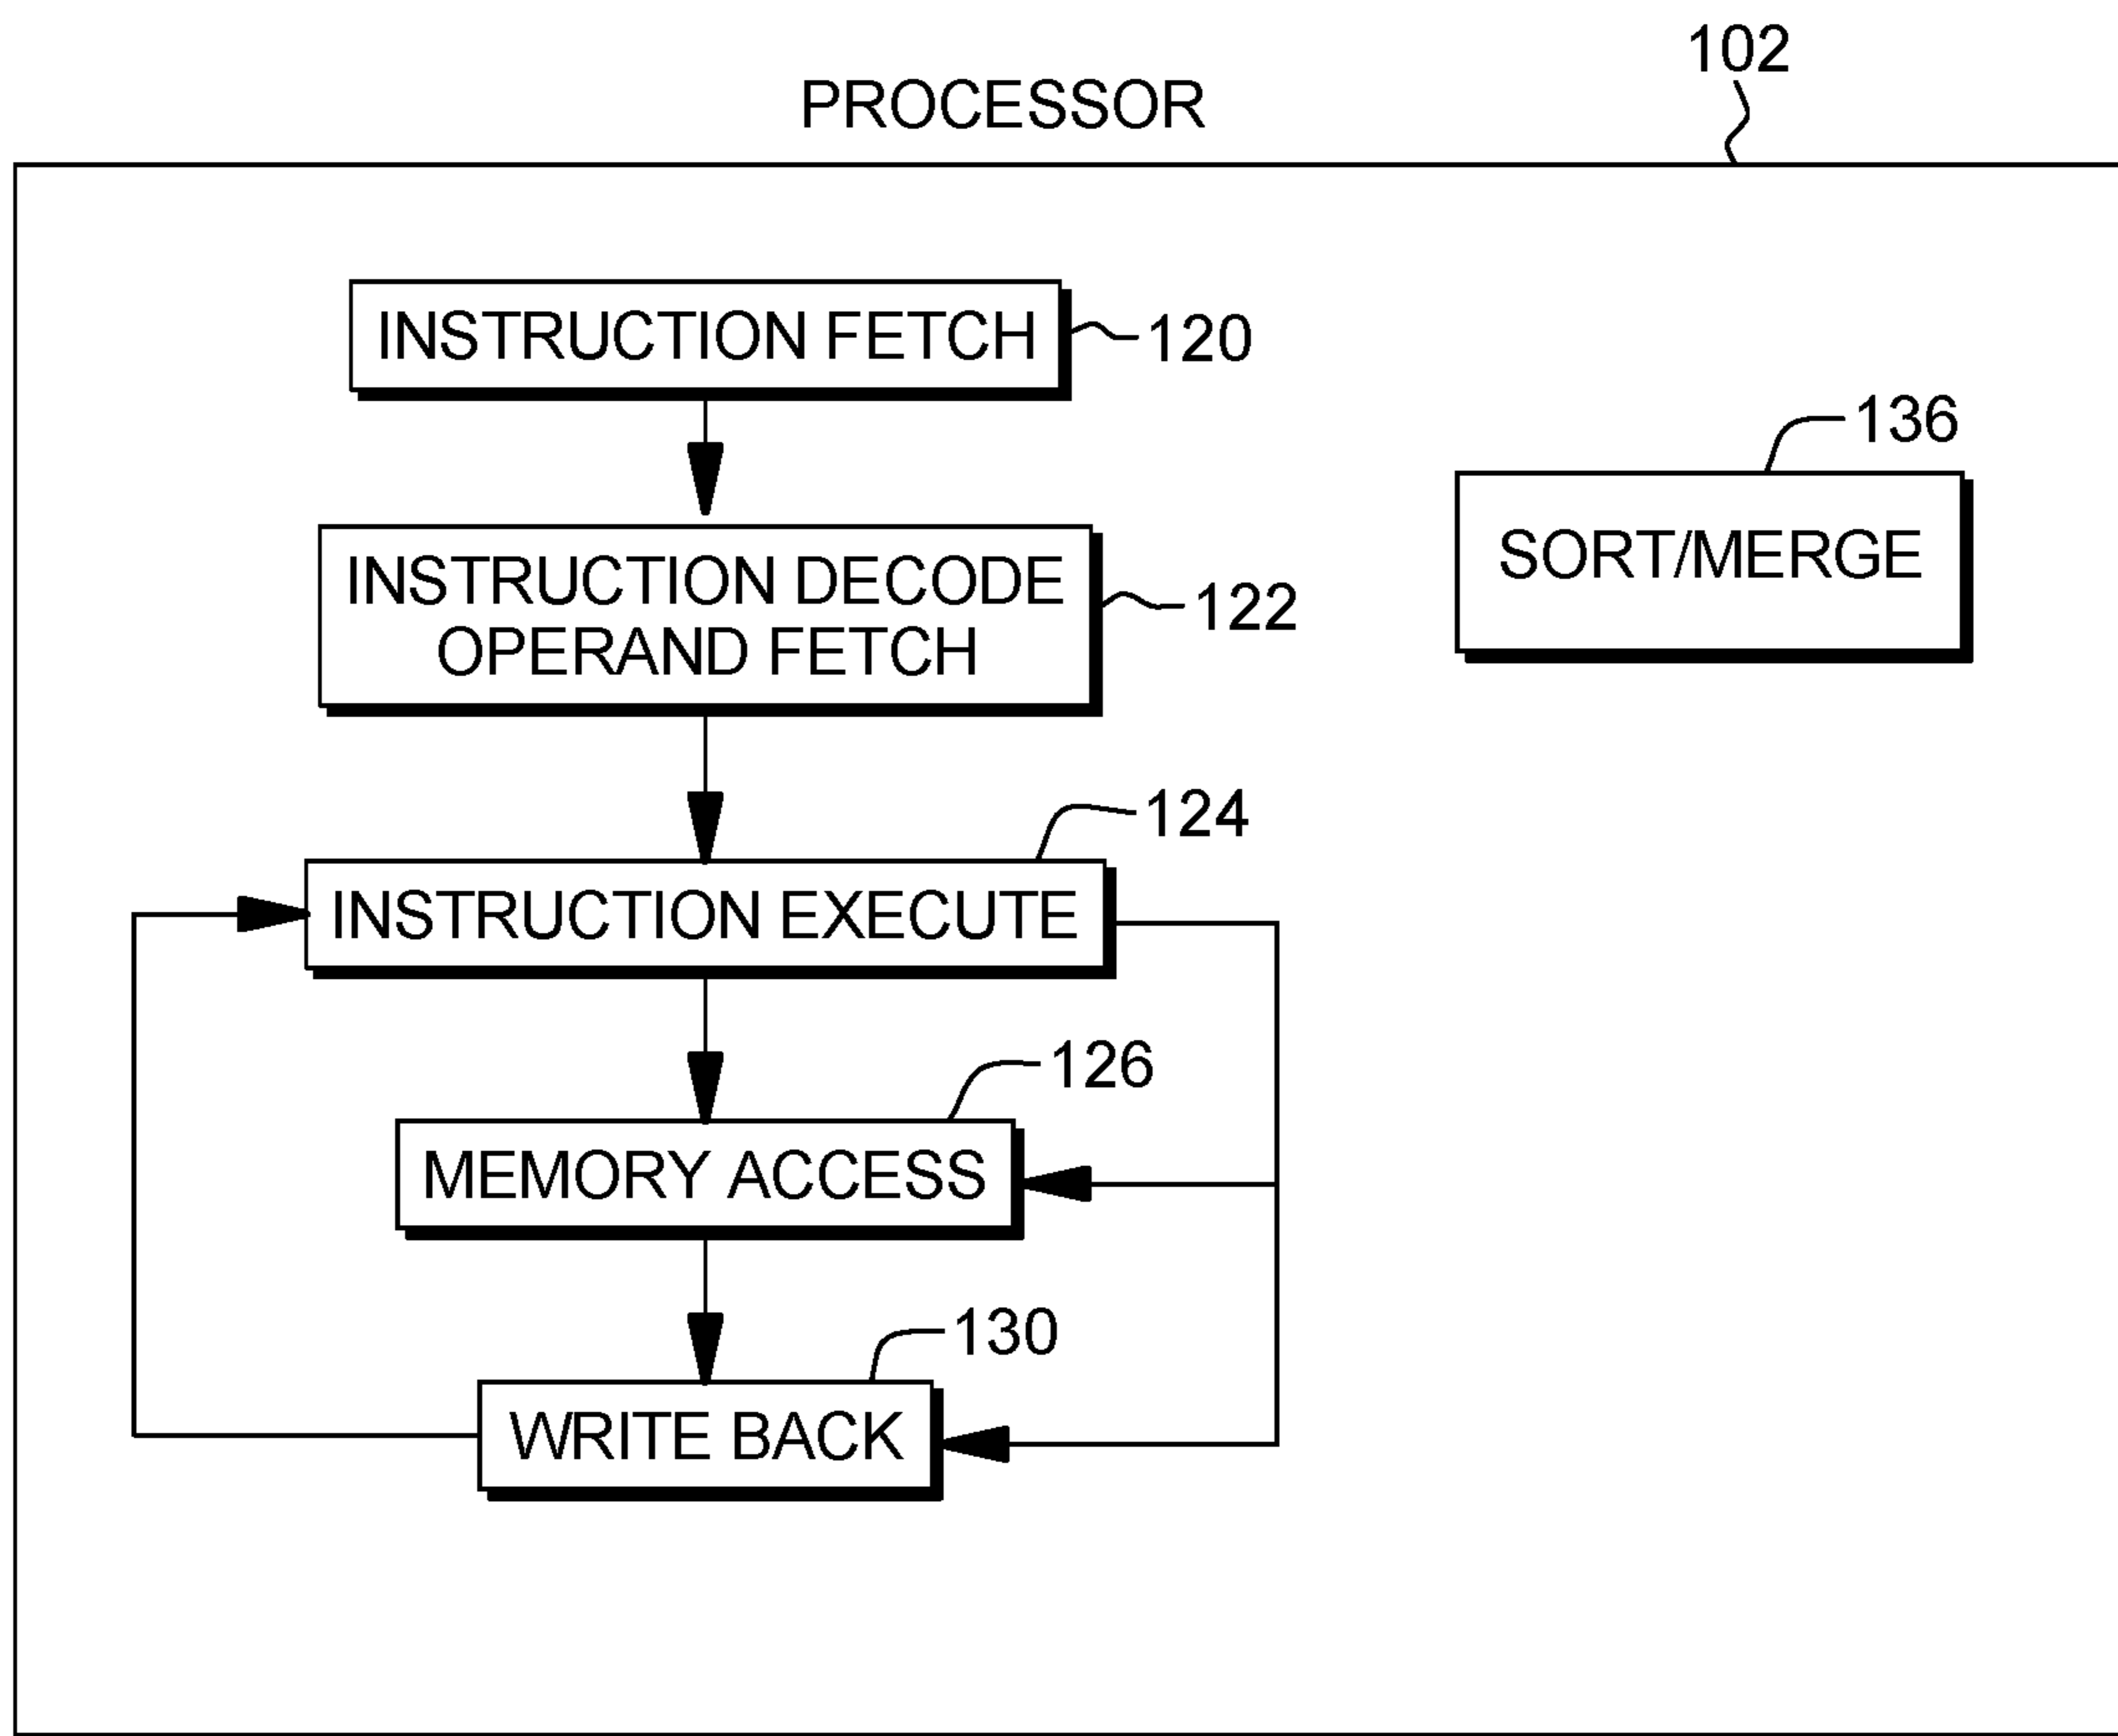 102
PROCESSOR
INSTRUCTION FETCH
120
136
SORT/MERGE
INSTRUCTION DECODE
OPERAND FETCH
122
124
INSTRUCTION EXECUTE
126
MEMORY ACCESS
130
WRITE BACK